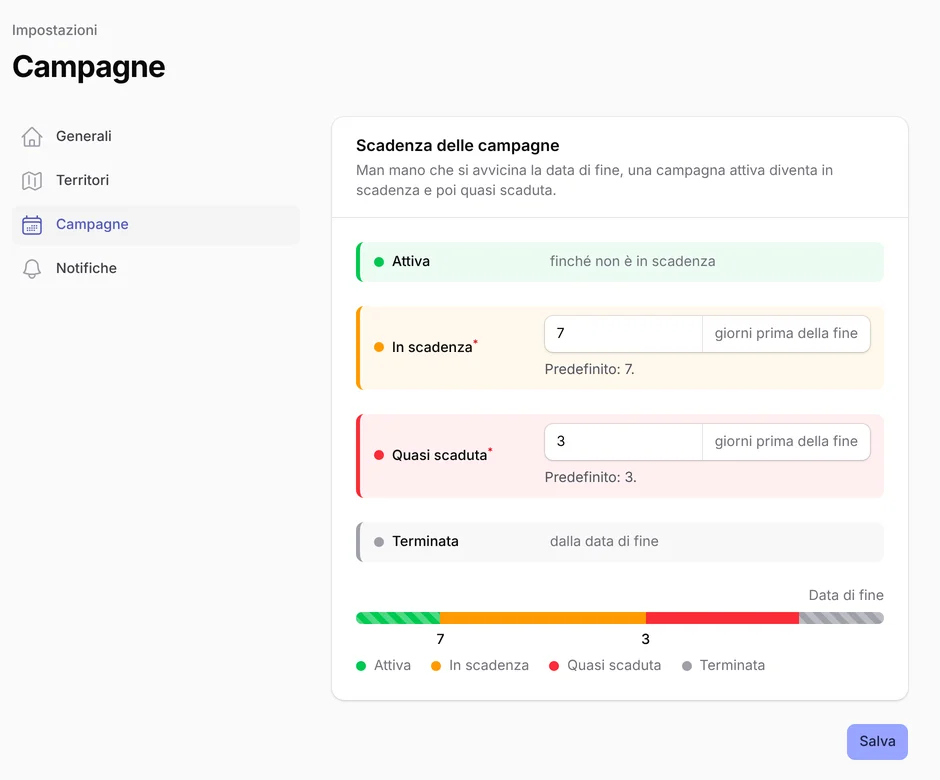 Impostazioni
Campagne
Generali
Territori
Campagne
Notifiche
Scadenza delle campagne
Man mano che si avvicina la data di fine, una campagna attiva diventa in
scadenza e poi quasi scaduta.
Attiva finché non è in scadenza
In scadenza* 7 giorni prima della fine
Predefinito: 7.
Quasi scaduta* 3 giorni prima della fine
Predefinito: 3.
Terminata dalla data di fine
Data di fine
7 3
Attiva In scadenza Quasi scaduta Terminata
Salva